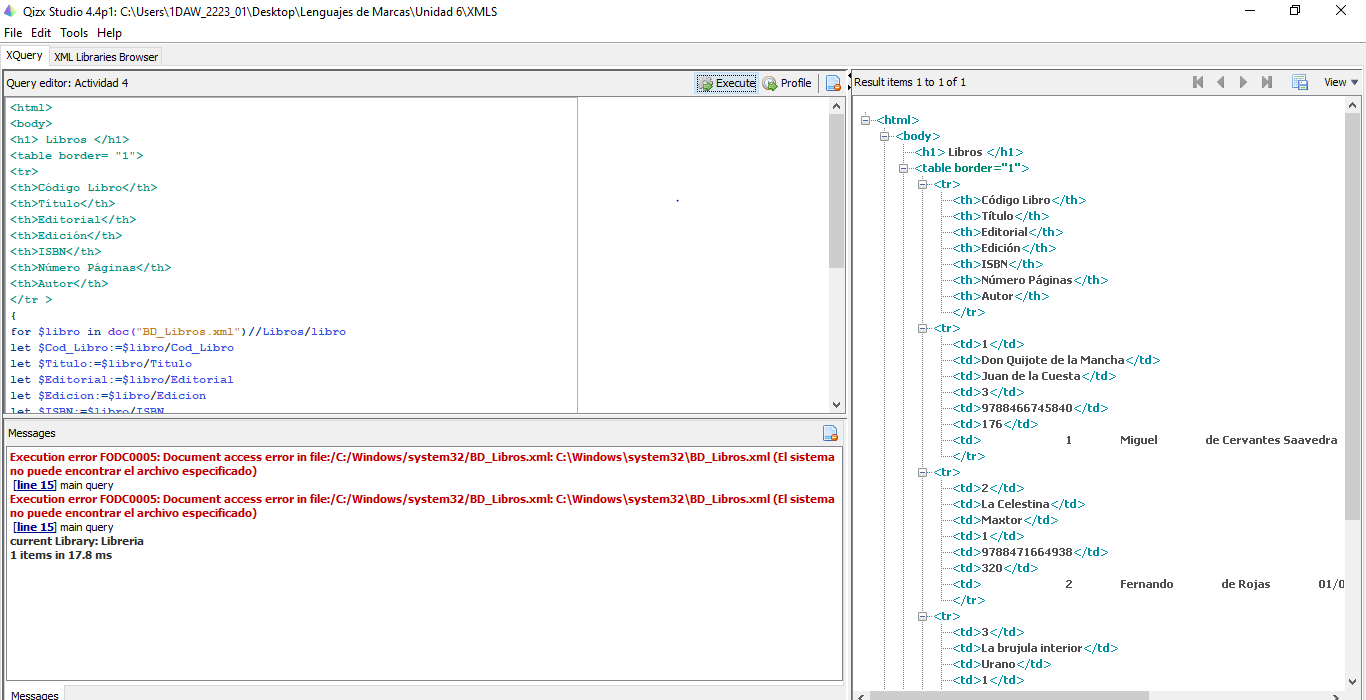 Qizx Studio 4.4p1: C:\Users\1DAW_2223_01\Desktop\Lenguajes de Marcas\Unidad 6\XMLS
File Edit Tools Help
XQuery XML Libraries Browser
Query editor: Actividad 4 Execute Profile
<html>
<body>
<h1> Libros </h1>
<table border= "1">
<tr>
<th>Código Libro</th>
<th>Título</th>
<th>Editorial</th>
<th>Edición</th>
<th>ISBN</th>
<th>Número Páginas</th>
<th>Autor</th>
</tr >
{
for $libro in doc("BD_Libros.xml")//Libros/libro
let $Cod_Libro:=$libro/Cod_Libro
let $Titulo:=$libro/Titulo
let $Editorial:=$libro/Editorial
let $Edicion:=$libro/Edicion
let $ISBN:=$libro/ISBN
Messages
Execution error FODC0005: Document access error in file:/C:/Windows/system32/BD_Libros.xml: C:\Windows\system32\BD_Libros.xml (El sistema
no puede encontrar el archivo especificado)
[line 15] main query
Execution error FODC0005: Document access error in file:/C:/Windows/system32/BD_Libros.xml: C:\Windows\system32\BD_Libros.xml (El sistema
no puede encontrar el archivo especificado)
[line 15] main query
current Library: Libreria
1 items in 17.8 ms
Messages
Result items 1 to 1 of 1 View
<html>
<body>
<h1> Libros </h1>
<table border="1">
<tr>
<th>Código Libro</th>
<th>Título</th>
<th>Editorial</th>
<th>Edición</th>
<th>ISBN</th>
<th>Número Páginas</th>
<th>Autor</th>
</tr>
<tr>
<td>1</td>
<td>Don Quijote de la Mancha</td>
<td>Juan de la Cuesta</td>
<td>3</td>
<td>9788466745840</td>
<td>176</td>
<td> 1 Miguel de Cervantes Saavedra
</tr>
<tr>
<td>2</td>
<td>La Celestina</td>
<td>Maxtor</td>
<td>1</td>
<td>9788471664938</td>
<td>320</td>
<td> 2 Fernando de Rojas 01/0
</tr>
<tr>
<td>3</td>
<td>La brujula interior</td>
<td>Urano</td>
<td>1</td>